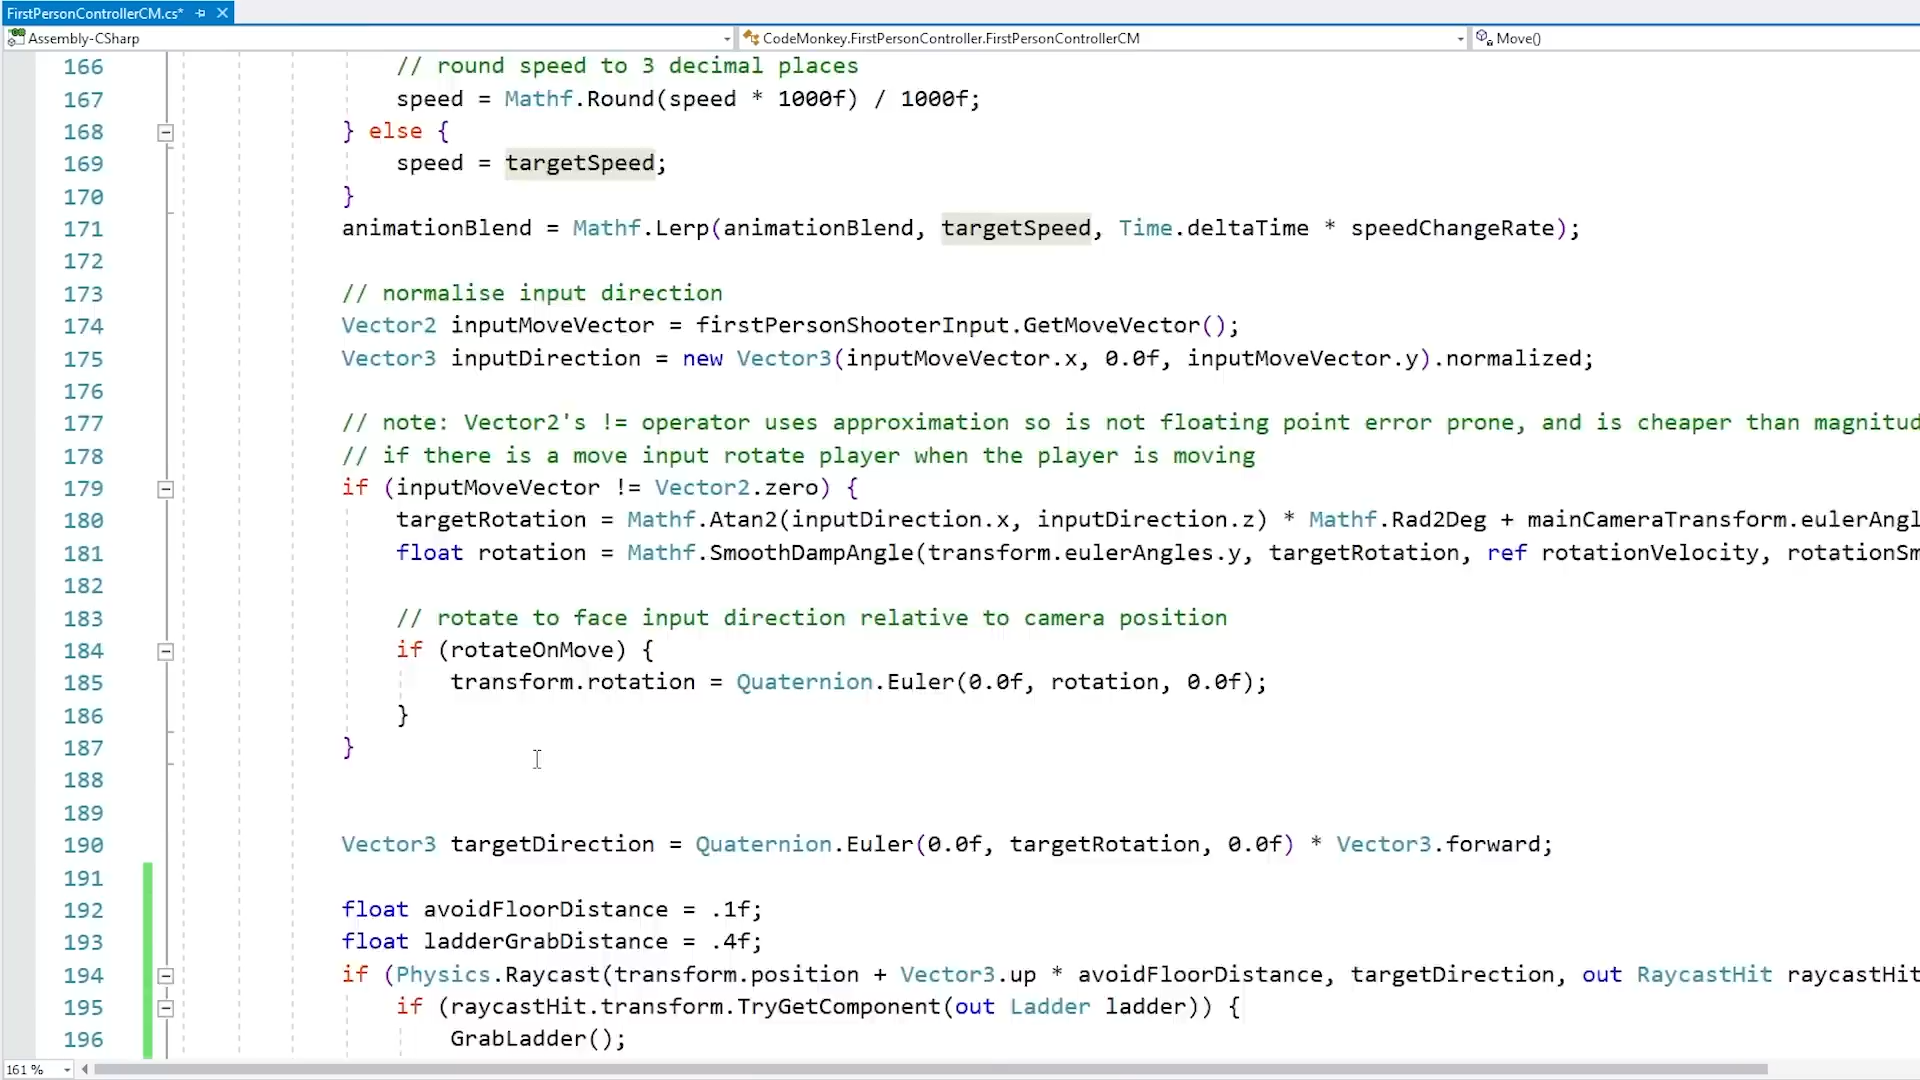 FirstPersonControllerCM.cs*
Assembly-CSharp CodeMonkey.FirstPersonController.FirstPersonControllerCM Move()
166 // round speed to 3 decimal places
167 speed = Mathf.Round(speed * 1000f) / 1000f;
168 } else {
169 speed = targetSpeed;
170 }
171 animationBlend = Mathf.Lerp(animationBlend, targetSpeed, Time.deltaTime * speedChangeRate);
172
173 // normalise input direction
174 Vector2 inputMoveVector = firstPersonShooterInput.GetMoveVector();
175 Vector3 inputDirection = new Vector3(inputMoveVector.x, 0.0f, inputMoveVector.y).normalized;
176
177 // note: Vector2's != operator uses approximation so is not floating point error prone, and is cheaper than magnitud
178 // if there is a move input rotate player when the player is moving
179 if (inputMoveVector != Vector2.zero) {
180 targetRotation = Mathf.Atan2(inputDirection.x, inputDirection.z) * Mathf.Rad2Deg + mainCameraTransform.eulerAngl
181 float rotation = Mathf.SmoothDampAngle(transform.eulerAngles.y, targetRotation, ref rotationVelocity, rotationSm
182
183 // rotate to face input direction relative to camera position
184 if (rotateOnMove) {
185 transform.rotation = Quaternion.Euler(0.0f, rotation, 0.0f);
186 }
187 }
188
189
190 Vector3 targetDirection = Quaternion.Euler(0.0f, targetRotation, 0.0f) * Vector3.forward;
191
192 float avoidFloorDistance = .1f;
193 float ladderGrabDistance = .4f;
194 if (Physics.Raycast(transform.position + Vector3.up * avoidFloorDistance, targetDirection, out RaycastHit raycastHit
195 if (raycastHit.transform.TryGetComponent(out Ladder ladder)) {
196 GrabLadder();
161 %